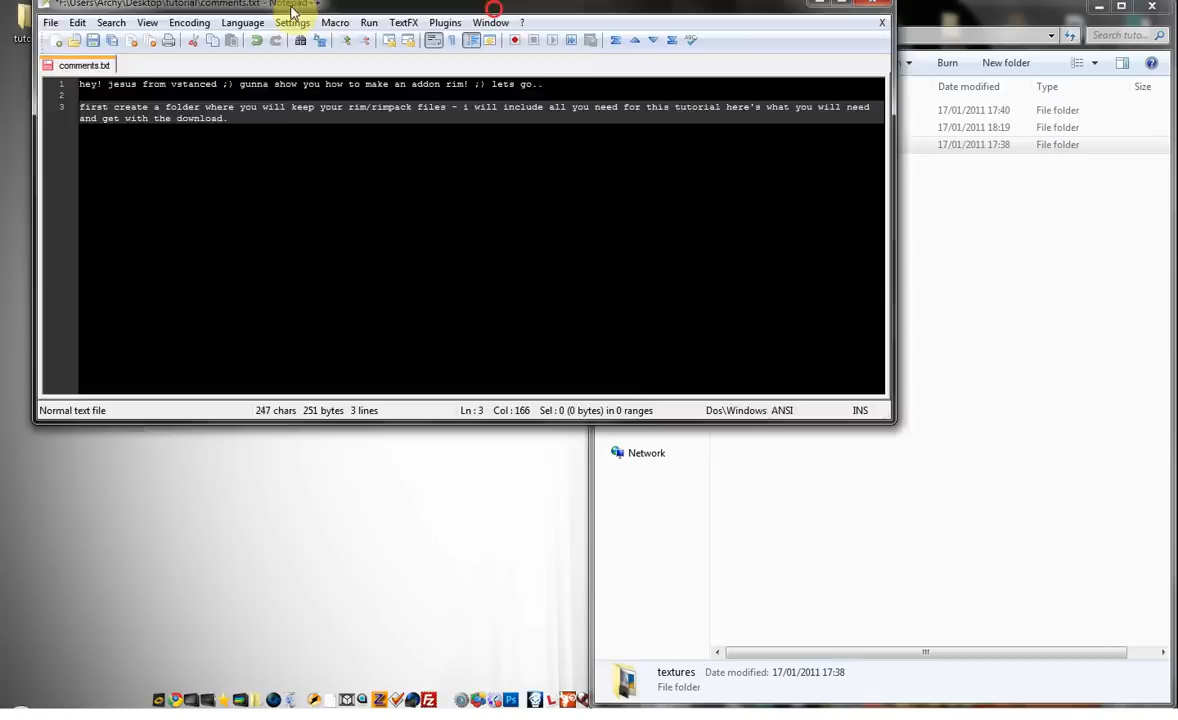 *F:\Users\Archy\Desktop\tutorial\comments.txt - Notepad++
File Edit Search View Encoding Language Settings Macro Run TextFX Plugins Window ? X
comments.txt
1 hey! jesus from vstanced ;) gunna show you how to make an addon rim! ;) lets go..
2
3 first create a folder where you will keep your rim/rimpack files - i will include all you need for this tutorial here's what you will need
and get with the download.
Normal text file 247 chars 251 bytes 3 lines Ln : 3 Col : 166 Sel : 0 (0 bytes) in 0 ranges Dos\Windows ANSI INS
Search tuto...
Burn New folder
Date modified Type Size
17/01/2011 17:40 File folder
17/01/2011 18:19 File folder
17/01/2011 17:38 File folder
Network
textures Date modified: 17/01/2011 17:38
File folder